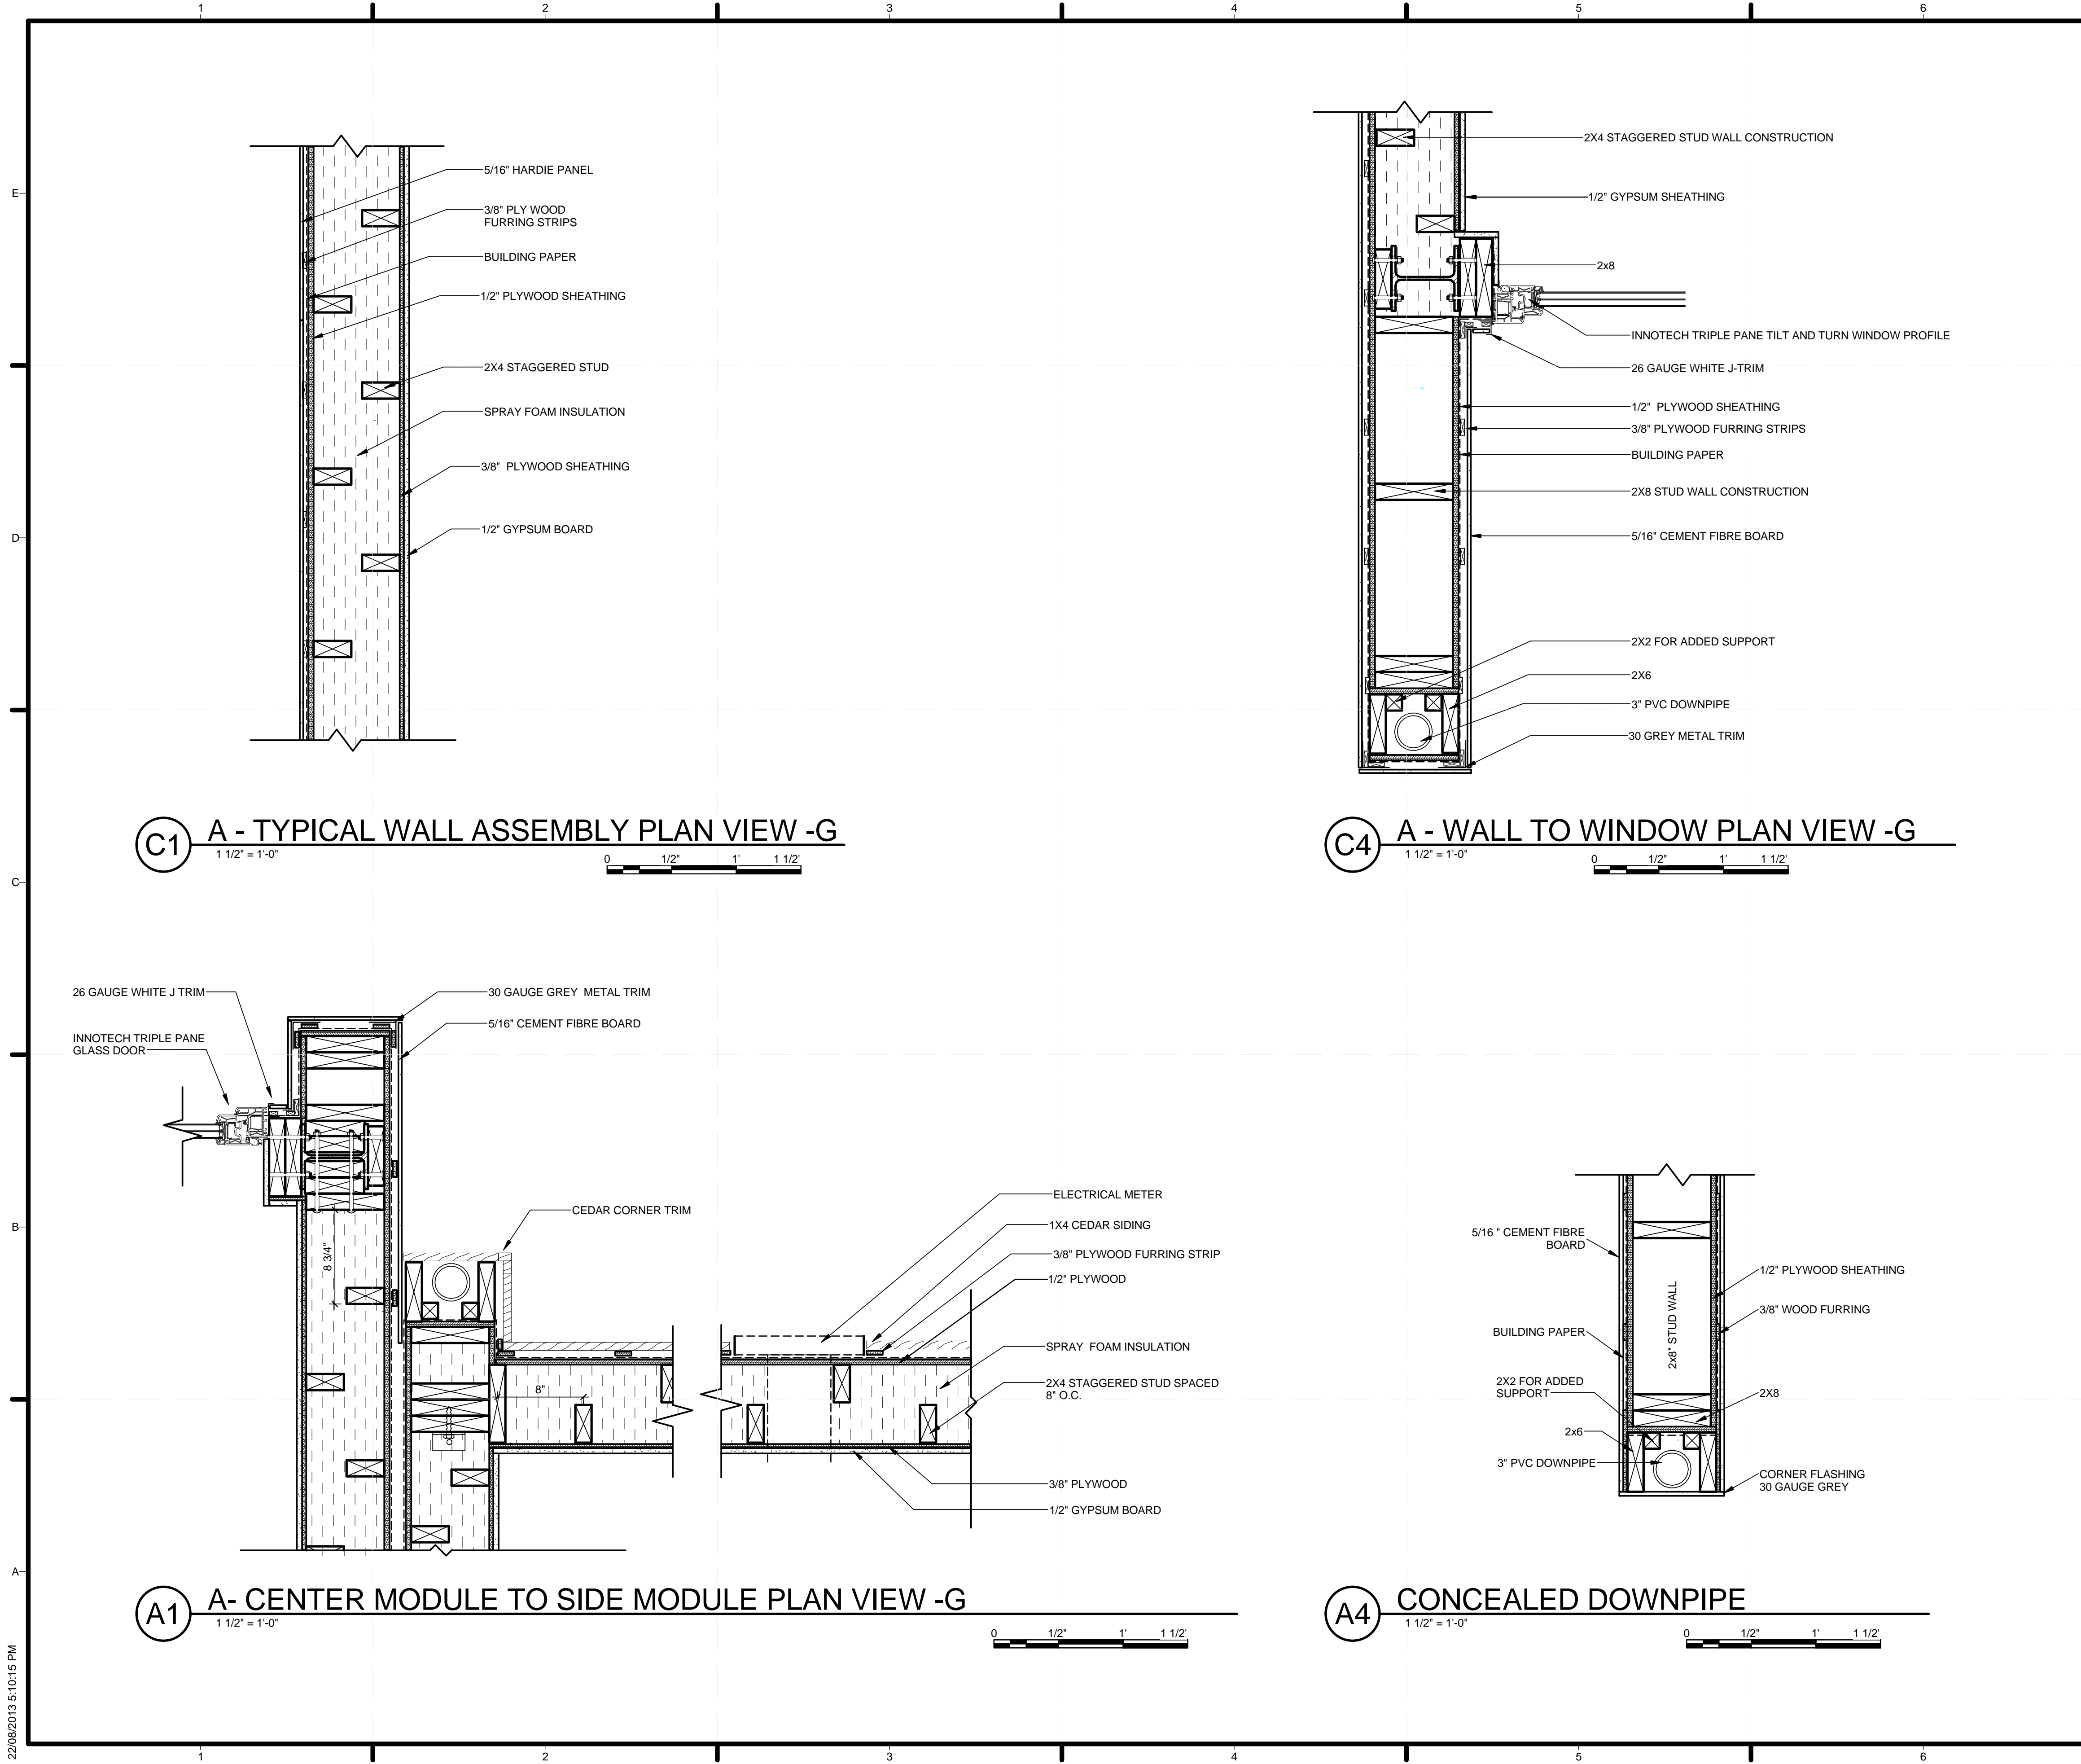 1 2 3 4 5 6
E
D
C
B
A
5/16" HARDIE PANEL
3/8" PLY WOOD
FURRING STRIPS
BUILDING PAPER
1/2" PLYWOOD SHEATHING
2X4 STAGGERED STUD
SPRAY FOAM INSULATION
3/8" PLYWOOD SHEATHING
1/2" GYPSUM BOARD
C1 A - TYPICAL WALL ASSEMBLY PLAN VIEW -G
1 1/2" = 1'-0"
0 1/2" 1' 1 1/2'
2X4 STAGGERED STUD WALL CONSTRUCTION
1/2" GYPSUM SHEATHING
2x8
INNOTECH TRIPLE PANE TILT AND TURN WINDOW PROFILE
26 GAUGE WHITE J-TRIM
1/2" PLYWOOD SHEATHING
3/8" PLYWOOD FURRING STRIPS
BUILDING PAPER
2X8 STUD WALL CONSTRUCTION
5/16" CEMENT FIBRE BOARD
2X2 FOR ADDED SUPPORT
2X6
3" PVC DOWNPIPE
30 GREY METAL TRIM
C4 A - WALL TO WINDOW PLAN VIEW -G
1 1/2" = 1'-0"
0 1/2" 1' 1 1/2'
26 GAUGE WHITE J TRIM
INNOTECH TRIPLE PANE
GLASS DOOR
30 GAUGE GREY METAL TRIM
5/16" CEMENT FIBRE BOARD
8 3/4"
CEDAR CORNER TRIM
8"
ELECTRICAL METER
1X4 CEDAR SIDING
3/8" PLYWOOD FURRING STRIP
1/2" PLYWOOD
SPRAY FOAM INSULATION
2X4 STAGGERED STUD SPACED
8" O.C.
3/8" PLYWOOD
1/2" GYPSUM BOARD
A1 A- CENTER MODULE TO SIDE MODULE PLAN VIEW -G
1 1/2" = 1'-0"
0 1/2" 1' 1 1/2'
5/16 " CEMENT FIBRE
BOARD
BUILDING PAPER
2X2 FOR ADDED
SUPPORT
2x6
3" PVC DOWNPIPE
2x8" STUD WALL
1/2" PLYWOOD SHEATHING
3/8" WOOD FURRING
2X8
CORNER FLASHING
30 GAUGE GREY
A4 CONCEALED DOWNPIPE
1 1/2" = 1'-0"
0 1/2" 1' 1 1/2'
22/08/2013 5:10:15 PM
1 2 3 4 5 6